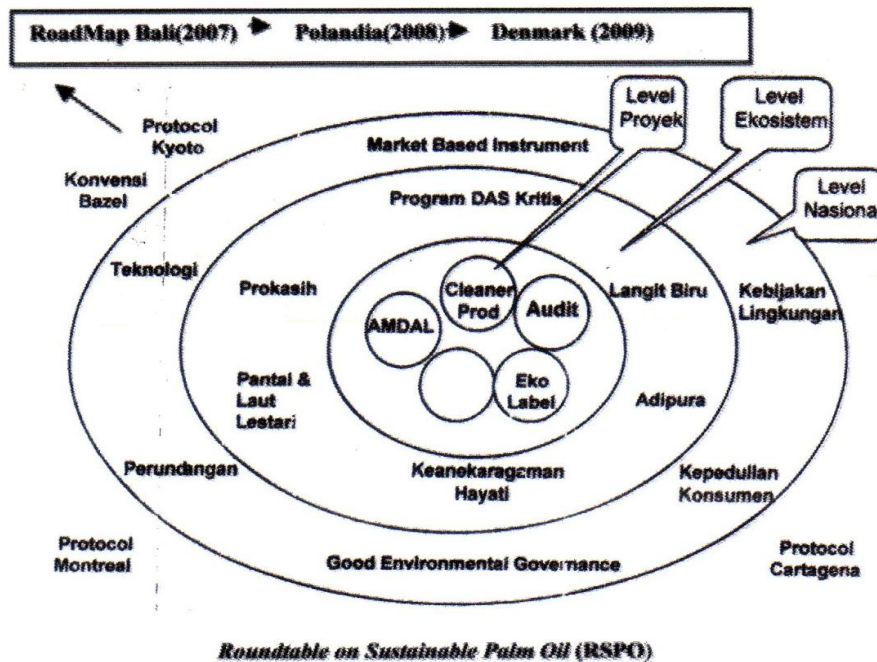 RoadMap Bali(2007) Polandia(2008) Denmark (2009)
Level
Proyek
Level
Ekosistem
Level
Nasional
Protocol
Kyoto
Konvensi
Bazel
Market Based Instrument
Program DAS Kritis
Teknologi
Prokasih
Cleaner
Prod
Audit
AMDAL
Langit Biru
Kebijakan
Lingkungan
Pantai &
Laut
Lestari
Eko
Label
Adipura
Perundangan
Keanekaragaman
Hayati
Kepedulian
Konsumen
Protocol
Montreal
Good Environmental Governance
Protocol
Cartagena
Roundtable on Sustainable Palm Oil (RSPO)